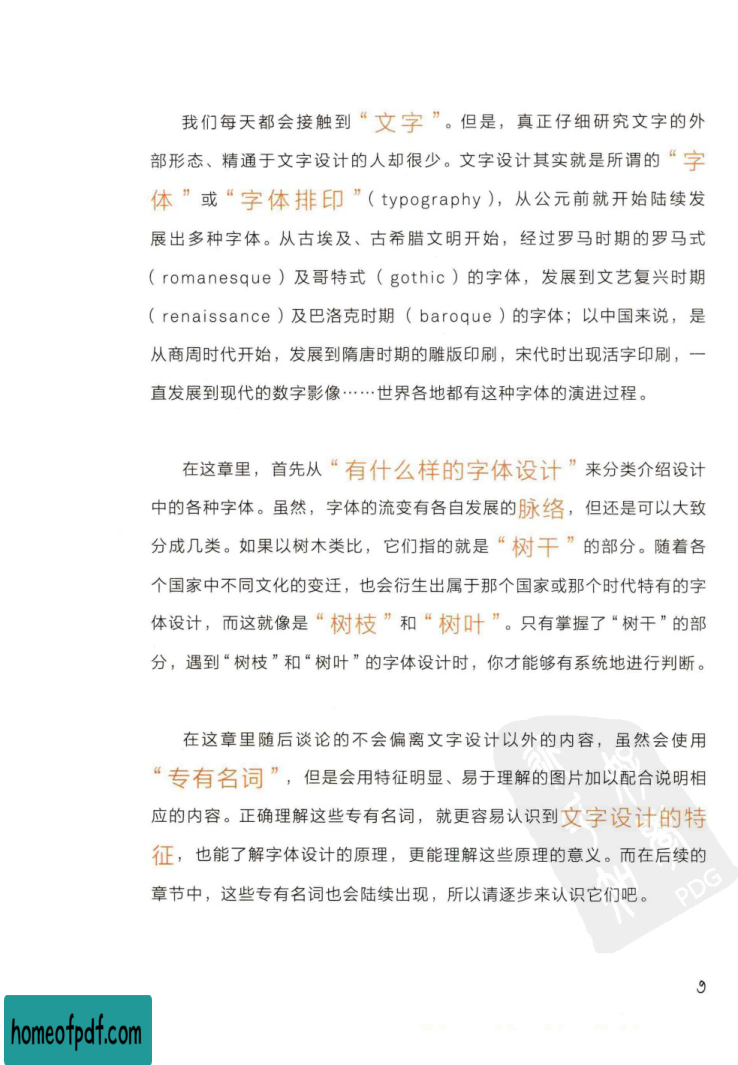 我们每天都会接触到“文字”。但是，真正仔细研究文字的外
部形态、精通于文字设计的人却很少。文字设计其实就是所谓的“字
体”或“字体排印”（typography），从公元前就开始陆续发
展出多种字体。从古埃及、古希腊文明开始，经过罗马时期的罗马式
（romanesque）及哥特式（gothic）的字体，发展到文艺复兴时期
（renaissance）及巴洛克时期（baroque）的字体；以中国来说，是
从商周时代开始，发展到隋唐时期的雕版印刷，宋代时出现活字印刷，一
直发展到现代的数字影像……世界各地都有这种字体的演进过程。
在这章里，首先从“有什么样的字体设计”来分类介绍设计
中的各种字体。虽然，字体的流变有各自发展的脉络，但还是可以大致
分成几类。如果以树木类比，它们指的就是“树干”的部分。随着各
个国家中不同文化的变迁，也会衍生出属于那个国家或那个时代特有的字
体设计，而这就像是“树枝”和“树叶”。只有掌握了“树干”的部
分，遇到“树枝”和“树叶”的字体设计时，你才能够有系统地进行判断。
在这章里随后谈论的不会偏离文字设计以外的内容，虽然会使用
“专有名词”，但是会用特征明显、易于理解的图片加以配合说明相
应的内容。正确理解这些专有名词，就更容易认识到文字设计的特
征，也能了解字体设计的原理，更能理解这些原理的意义。而在后续的
章节中，这些专有名词也会陆续出现，所以请逐步来认识它们吧。
PDG
9
homeofpdf.com